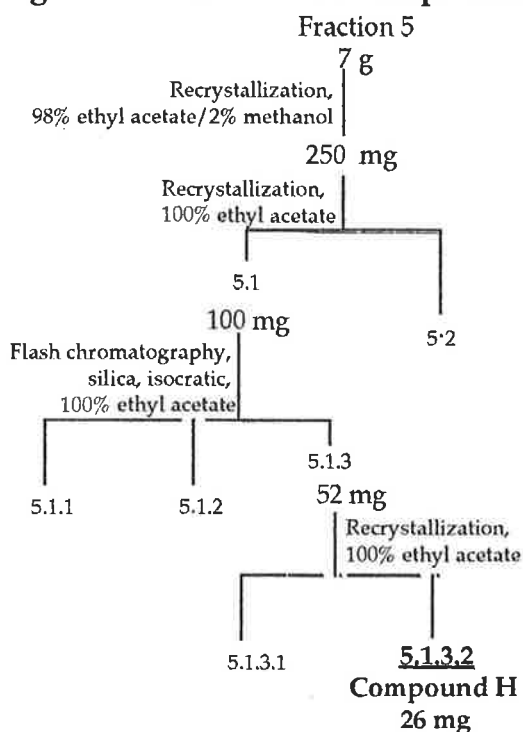 Fraction 5
7 g
Recrystallization,
98% ethyl acetate/2% methanol
250 mg
Recrystallization,
100% ethyl acetate
5.1
100 mg
5·2
Flash chromatography,
silica, isocratic,
100% ethyl acetate
5.1.1
5.1.2
5.1.3
52 mg
Recrystallization,
100% ethyl acetate
5.1.3.1
5.1.3.2
Compound H
26 mg